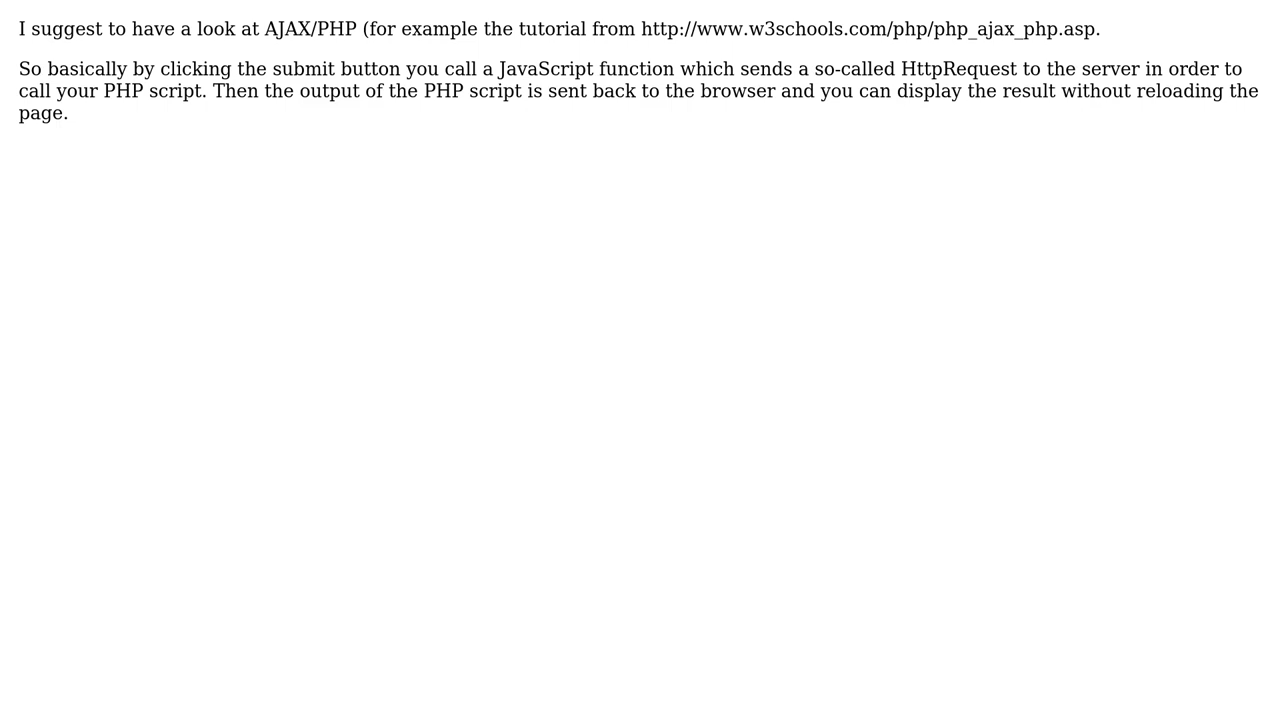 I suggest to have a look at AJAX/PHP (for example the tutorial from http://www.w3schools.com/php/php_ajax_php.asp.
So basically by clicking the submit button you call a JavaScript function which sends a so-called HttpRequest to the server in order to
call your PHP script. Then the output of the PHP script is sent back to the browser and you can display the result without reloading the
page.